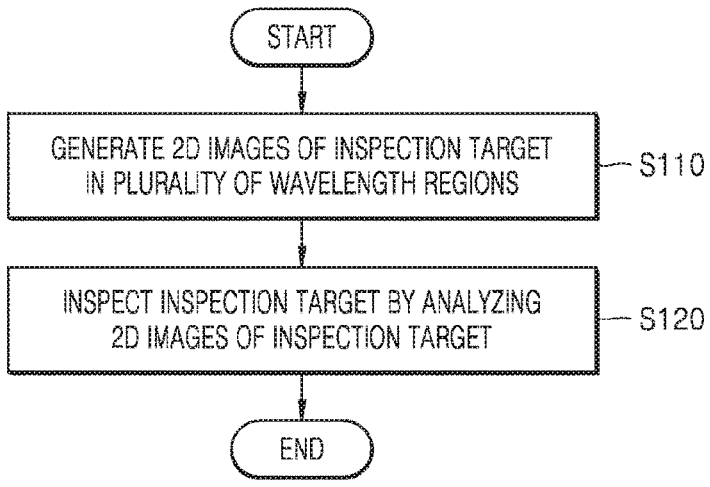 START
GENERATE 2D IMAGES OF INSPECTION TARGET
IN PLURALITY OF WAVELENGTH REGIONS
S110
INSPECT INSPECTION TARGET BY ANALYZING
2D IMAGES OF INSPECTION TARGET
S120
END